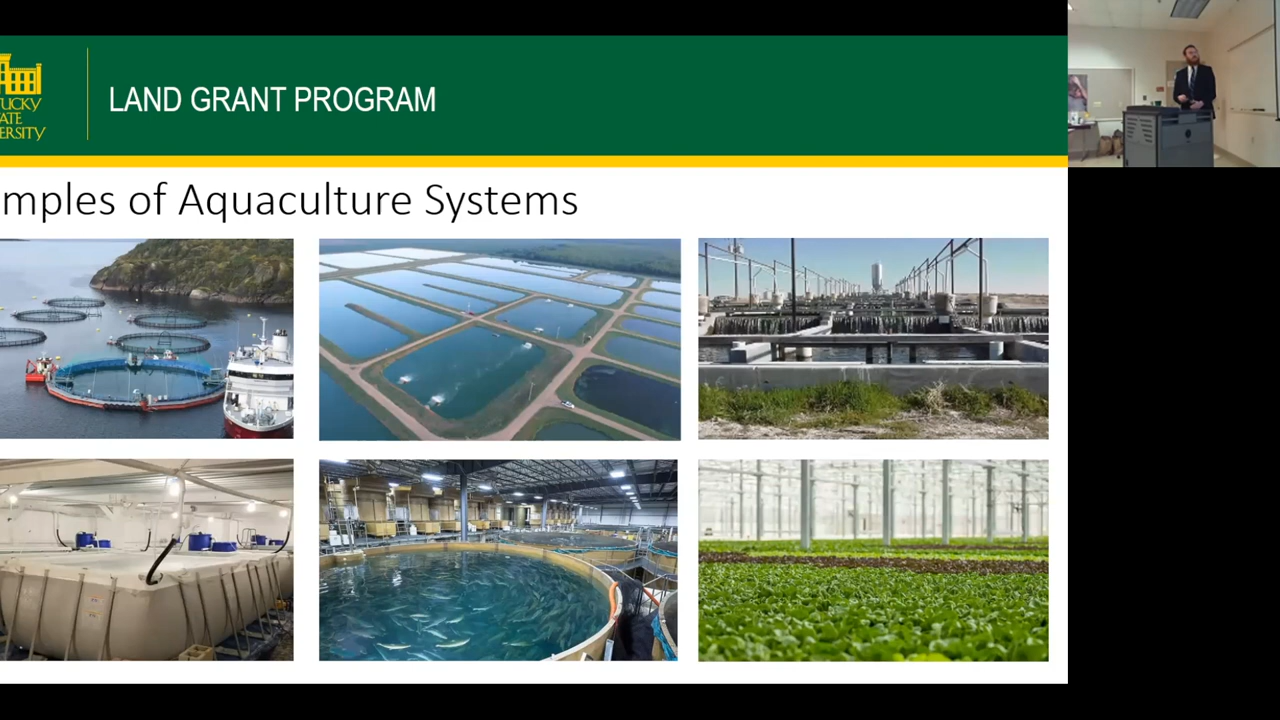 LAND GRANT PROGRAM
UCKY
ATE
ERSITY
mples of Aquaculture Systems